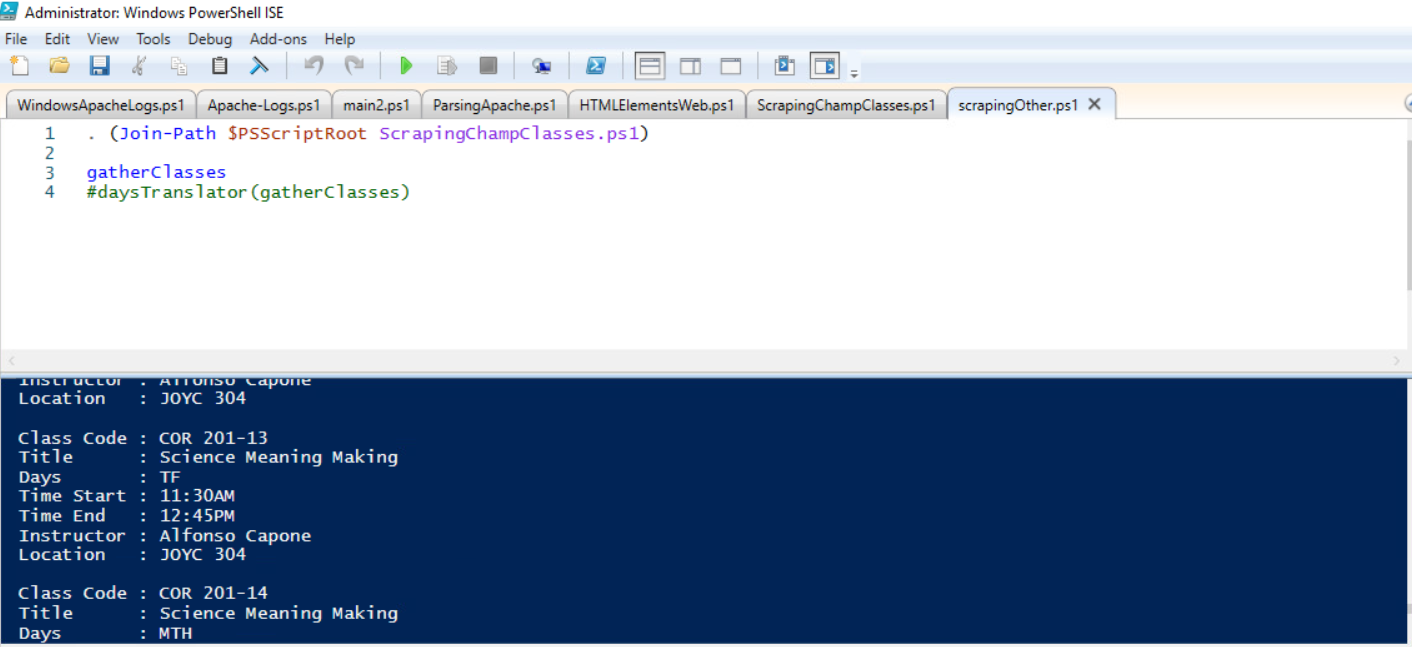 Administrator: Windows PowerShell ISE
File Edit View Tools Debug Add-ons Help
WindowsApacheLogs.ps1 Apache-Logs.ps1 main2.ps1 ParsingApache.ps1 HTMLElementsWeb.ps1 ScrapingChampClasses.ps1 scrapingOther.ps1 X
1 . (Join-Path $PSScriptRoot ScrapingChampClasses.ps1)
2
3 gatherClasses
4 #daysTranslator(gatherClasses)
Instructor : Alfonso Capone
Location : JOYC 304
Class Code : COR 201-13
Title : Science Meaning Making
Days : TF
Time Start : 11:30AM
Time End : 12:45PM
Instructor : Alfonso Capone
Location : JOYC 304
Class Code : COR 201-14
Title : Science Meaning Making
Days : MTH